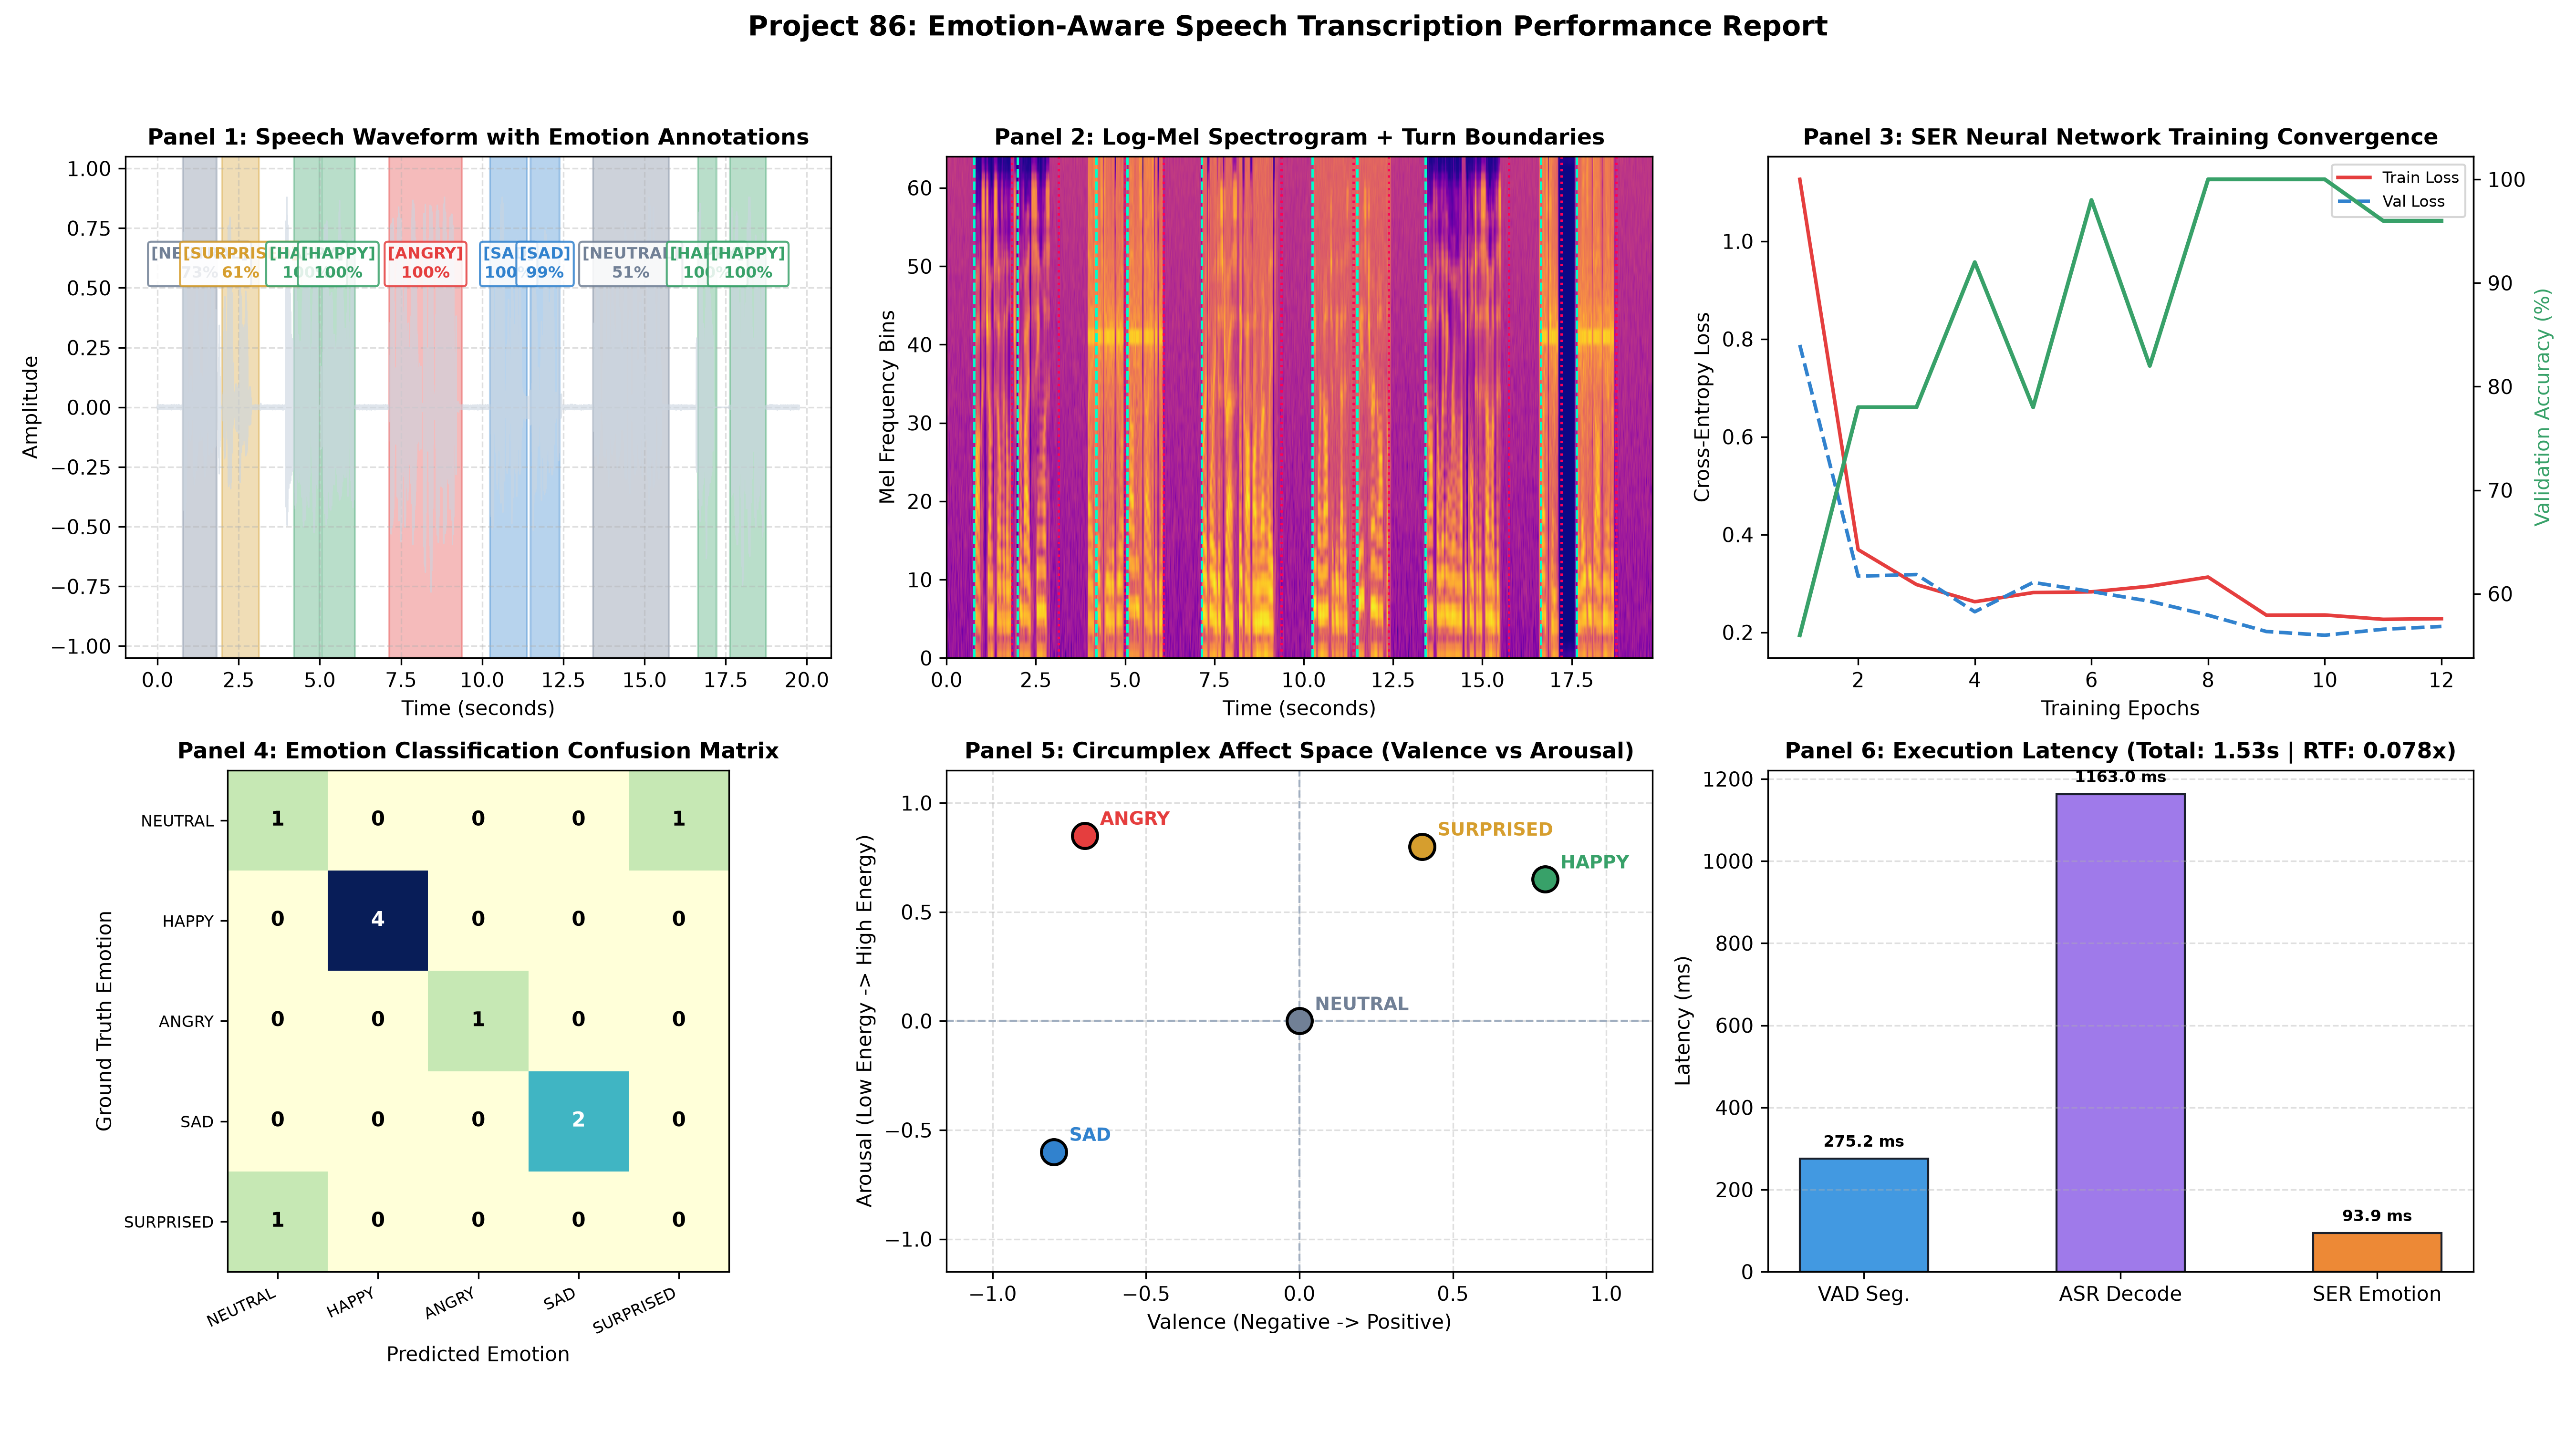 Project 86: Emotion-Aware Speech Transcription Performance Report
Panel 1: Speech Waveform with Emotion Annotations
1.00
0.75
0.50
0.25
0.00
−0.25
−0.50
−0.75
−1.00
Amplitude
[NE
73%
[SURPRIS
61%
[HA
100
[HAPPY]
100%
[ANGRY]
100%
[SA
100%
[SAD]
99%
[NEUTRAL
51%
[HAP
100%
[HAPPY]
100%
0.0 2.5 5.0 7.5 10.0 12.5 15.0 17.5 20.0
Time (seconds)
Panel 2: Log-Mel Spectrogram + Turn Boundaries
60
50
40
30
20
10
0
Mel Frequency Bins
0.0 2.5 5.0 7.5 10.0 12.5 15.0 17.5
Time (seconds)
Panel 3: SER Neural Network Training Convergence
1.0
0.8
0.6
0.4
0.2
Cross-Entropy Loss
Train Loss
Val Loss
100
90
80
70
60
Validation Accuracy (%)
2 4 6 8 10 12
Training Epochs
Panel 4: Emotion Classification Confusion Matrix
Ground Truth Emotion
NEUTRAL 1 0 0 0 1
HAPPY 0 4 0 0 0
ANGRY 0 0 1 0 0
SAD 0 0 0 2 0
SURPRISED 1 0 0 0 0
NEUTRAL HAPPY ANGRY SAD SURPRISED
Predicted Emotion
Panel 5: Circumplex Affect Space (Valence vs Arousal)
1.0
0.5
0.0
−0.5
−1.0
Arousal (Low Energy -> High Energy)
ANGRY
SURPRISED
HAPPY
NEUTRAL
SAD
−1.0 −0.5 0.0 0.5 1.0
Valence (Negative -> Positive)
Panel 6: Execution Latency (Total: 1.53s | RTF: 0.078x)
1200
1000
800
600
400
200
0
Latency (ms)
275.2 ms
1163.0 ms
93.9 ms
VAD Seg. ASR Decode SER Emotion